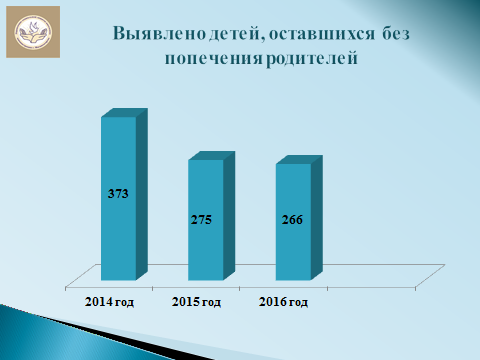 Выявлено детей, оставшихся без
попечения родителей
373
275
266
2014 год
2015 год
2016 год